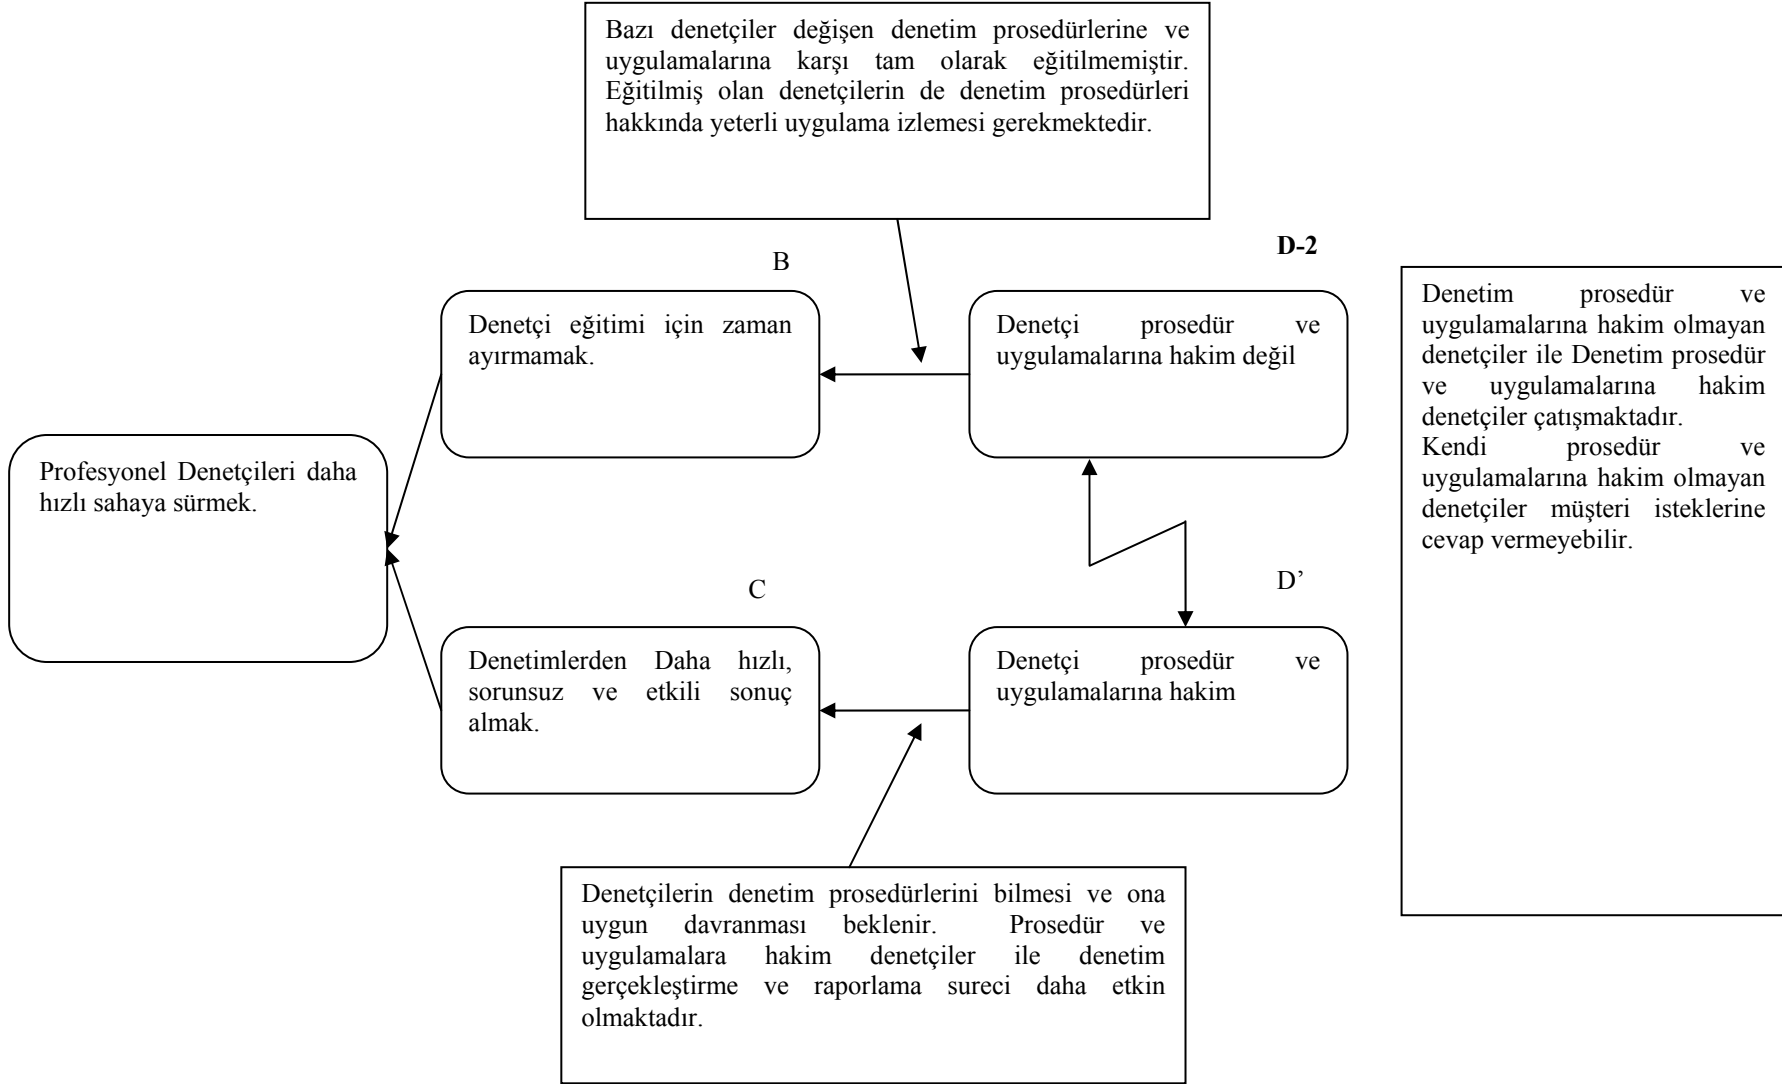 Bazı denetçiler değişen denetim prosedürlerine ve
uygulamalarına karşı tam olarak eğitilmemiştir.
Eğitilmiş olan denetçilerin de denetim prosedürleri
hakkında yeterli uygulama izlemesi gerekmektedir.
D-2
B
Denetçi eğitimi için zaman
ayırmamak.
Denetçi prosedür ve
uygulamalarına hakim değil
Denetim prosedür ve
uygulamalarına hakim olmayan
denetçiler ile Denetim prosedür
ve uygulamalarına hakim
denetçiler çatışmaktadır.
Kendi prosedür ve
uygulamalarına hakim olmayan
denetçiler müşteri isteklerine
cevap vermeyebilir.
Profesyonel Denetçileri daha
hızlı sahaya sürmek.
C
D’
Denetimlerden Daha hızlı,
sorunsuz ve etkili sonuç
almak.
Denetçi prosedür ve
uygulamalarına hakim
Denetçilerin denetim prosedürlerini bilmesi ve ona
uygun davranması beklenir. Prosedür ve
uygulamalara hakim denetçiler ile denetim
gerçekleştirme ve raporlama sureci daha etkin
olmaktadır.